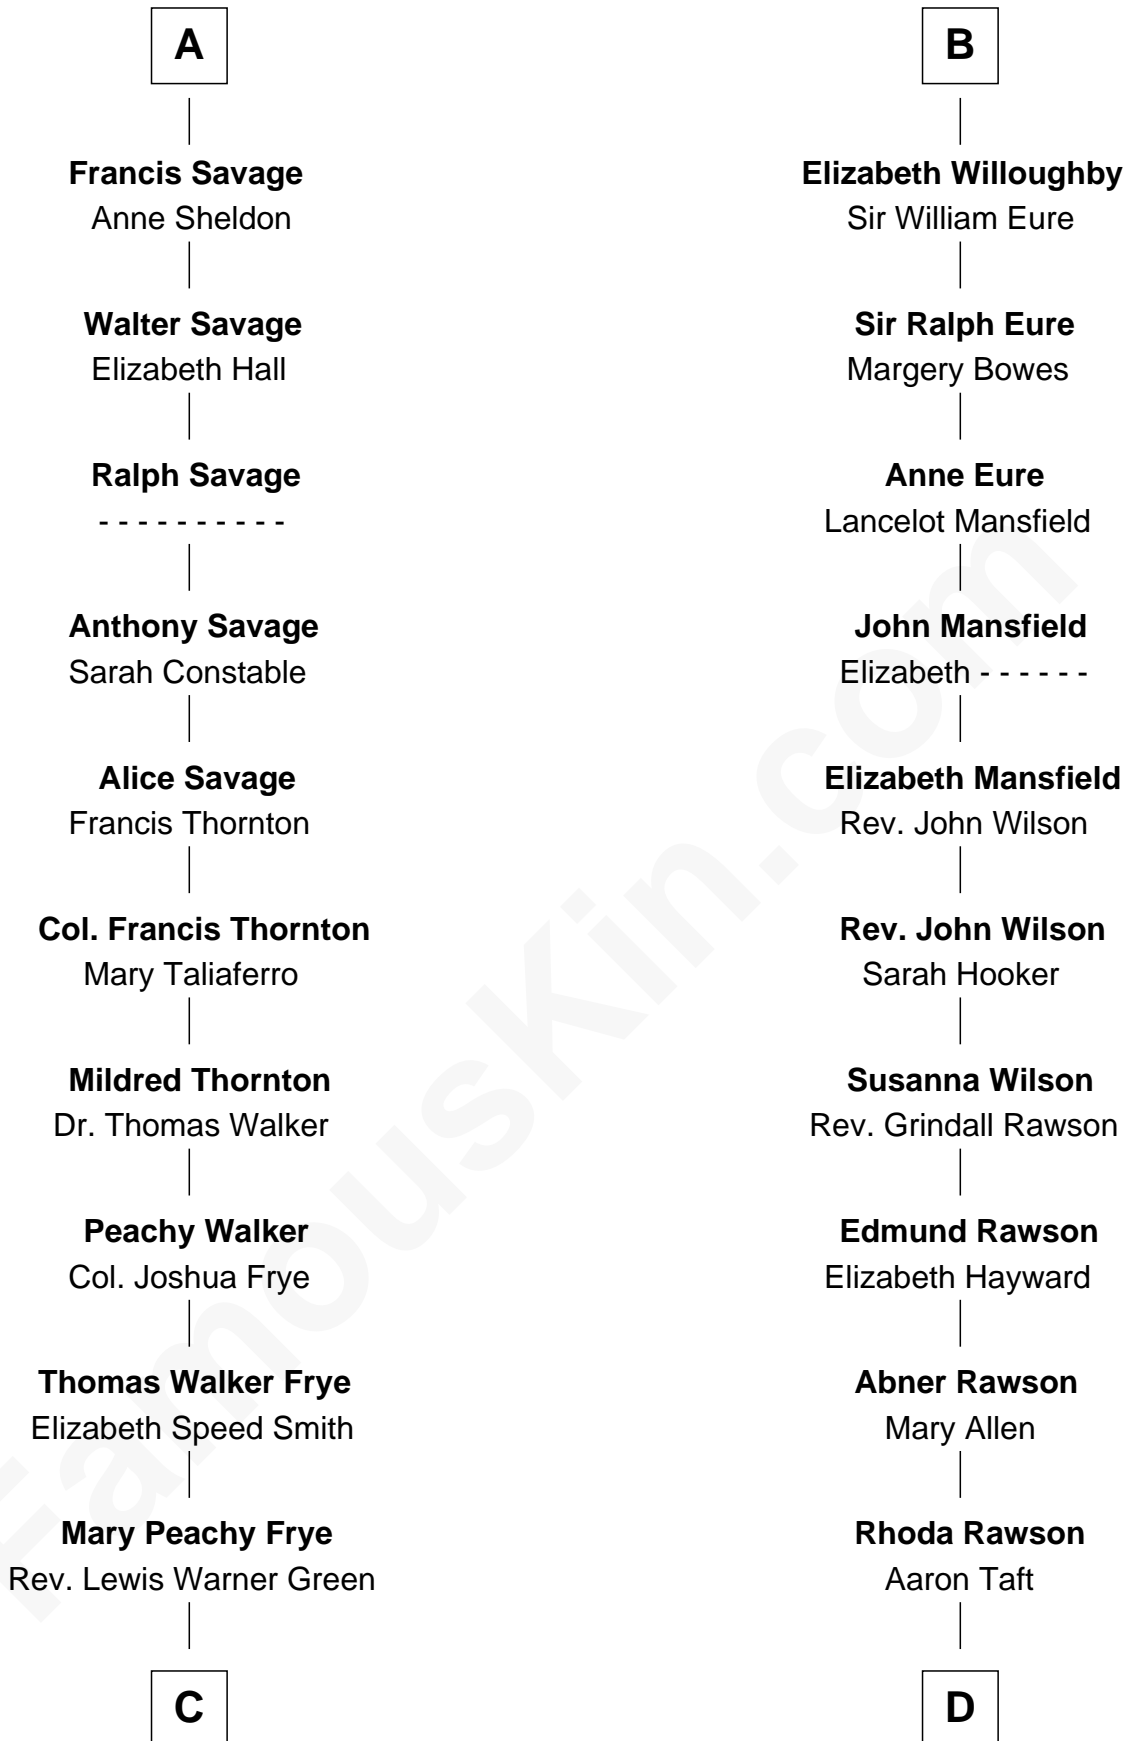 A
Francis Savage
Anne Sheldon
Walter Savage
Elizabeth Hall
Ralph Savage
- - - - - - - - - -
Anthony Savage
Sarah Constable
Alice Savage
Francis Thornton
Col. Francis Thornton
Mary Taliaferro
Mildred Thornton
Dr. Thomas Walker
Peachy Walker
Col. Joshua Frye
Thomas Walker Frye
Elizabeth Speed Smith
Mary Peachy Frye
Rev. Lewis Warner Green
C
B
Elizabeth Willoughby
Sir William Eure
Sir Ralph Eure
Margery Bowes
Anne Eure
Lancelot Mansfield
John Mansfield
Elizabeth - - - - - -
Elizabeth Mansfield
Rev. John Wilson
Rev. John Wilson
Sarah Hooker
Susanna Wilson
Rev. Grindall Rawson
Edmund Rawson
Elizabeth Hayward
Abner Rawson
Mary Allen
Rhoda Rawson
Aaron Taft
D
FamousKin.com